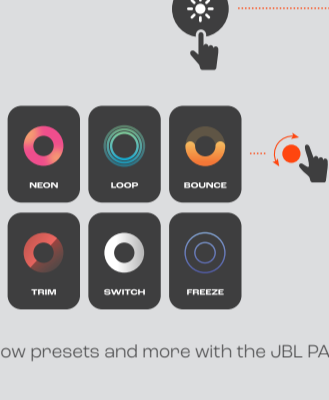 NEON LOOP BOUNCE
TRIM SWITCH FREEZE
ow presets and more with the JBL PA